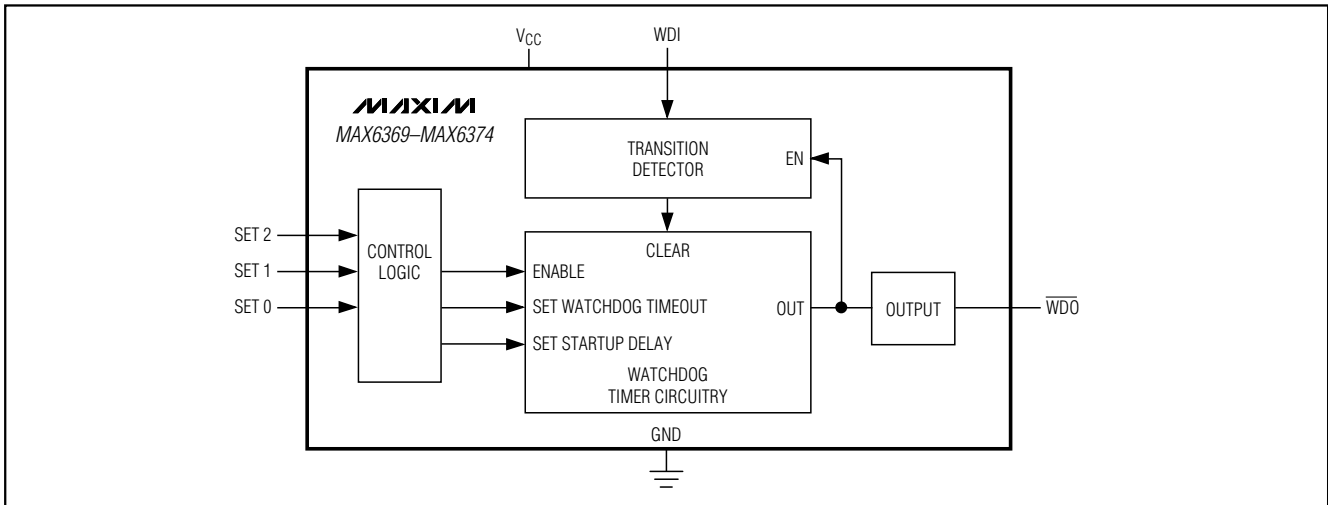 VCC
WDI
MAXIM
MAX6369–MAX6374
TRANSITION
DETECTOR
EN
SET 2
SET 1
SET 0
CONTROL
LOGIC
CLEAR
ENABLE
SET WATCHDOG TIMEOUT
SET STARTUP DELAY
OUT
WATCHDOG
TIMER CIRCUITRY
OUTPUT
W̅D̅O̅
GND